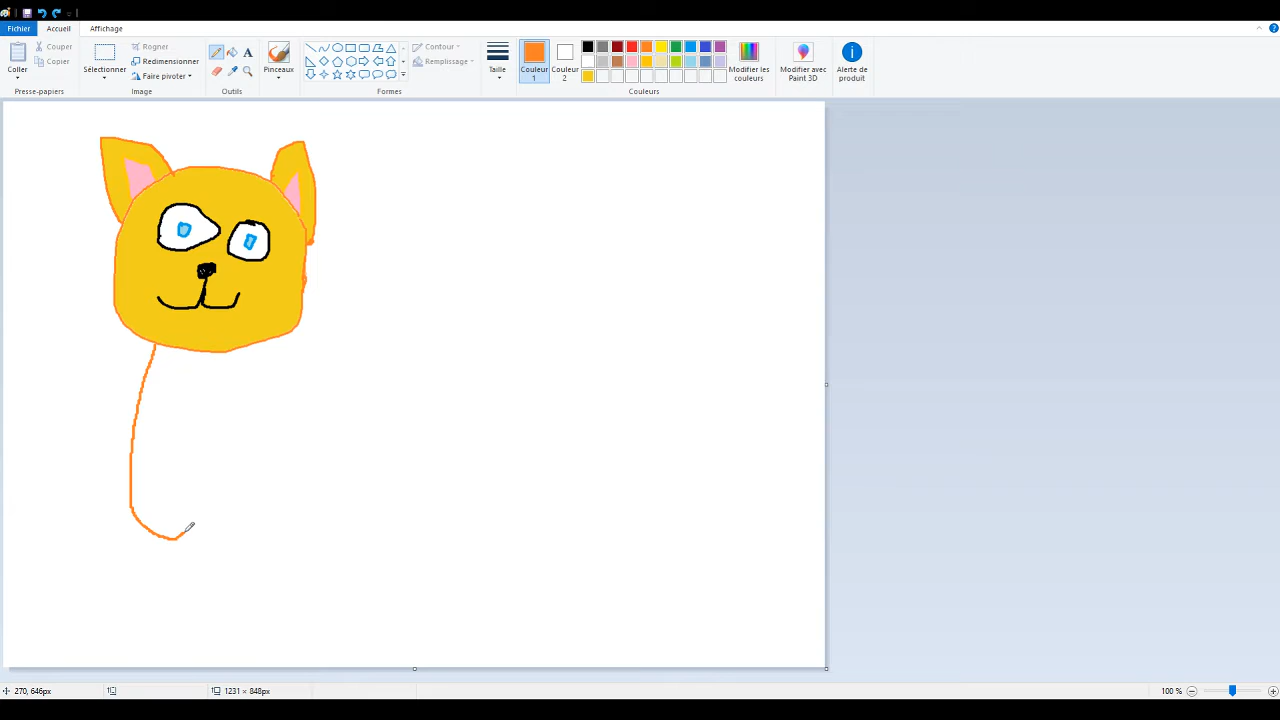 Fichier Accueil Affichage
Coller
Couper
Copier
Presse-papiers
Sélectionner
Rogner
Redimensionner
Faire pivoter
Image
A
Outils
Pinceaux
Contour
Remplissage
Formes
Taille
Couleur
1
Couleur
2
Modifier les
couleurs
Couleurs
Modifier avec
Paint 3D
Alerte de
produit
270, 646px
1231 × 848px
100 %